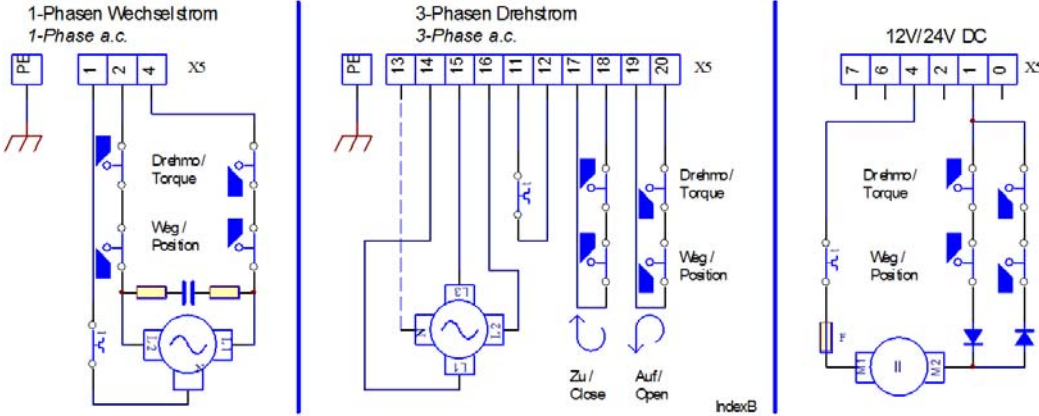 1-Phasen Wechselstrom
1-Phase a.c.
PE
1 2 4 X5
Drehmo/
Torque
Weg /
Position
L2 L1
N
3-Phasen Drehstrom
3-Phase a.c.
PE
13 14 15 16 11 12 17 18 19 20 X5
Drehmo/
Torque
Weg /
Position
L3
N L2
L1
Zu /
Close
Auf/
Open
IndexB
12V/24V DC
7 6 4 2 1 0 X5
Drehmo/
Torque
Weg /
Position
M1 M2